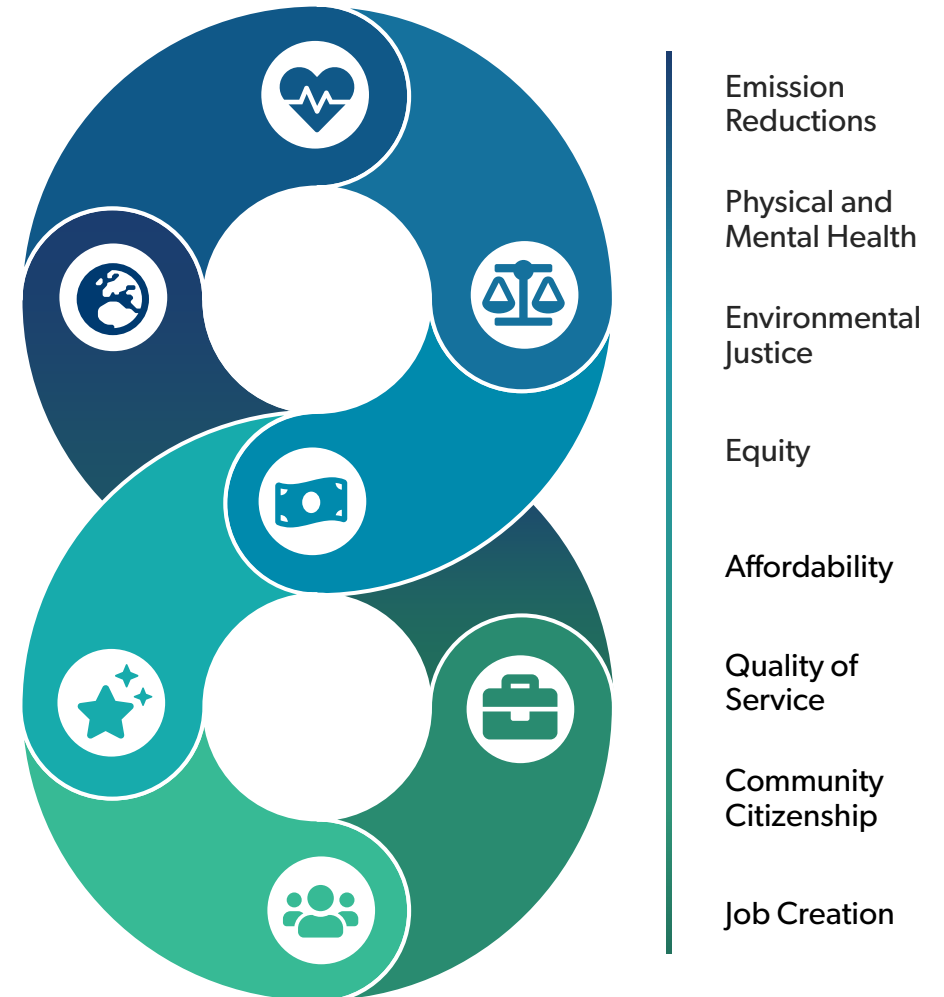 Emission
Reductions
Physical and
Mental Health
Environmental
Justice
Equity
Affordability
Quality of
Service
Community
Citizenship
Job Creation